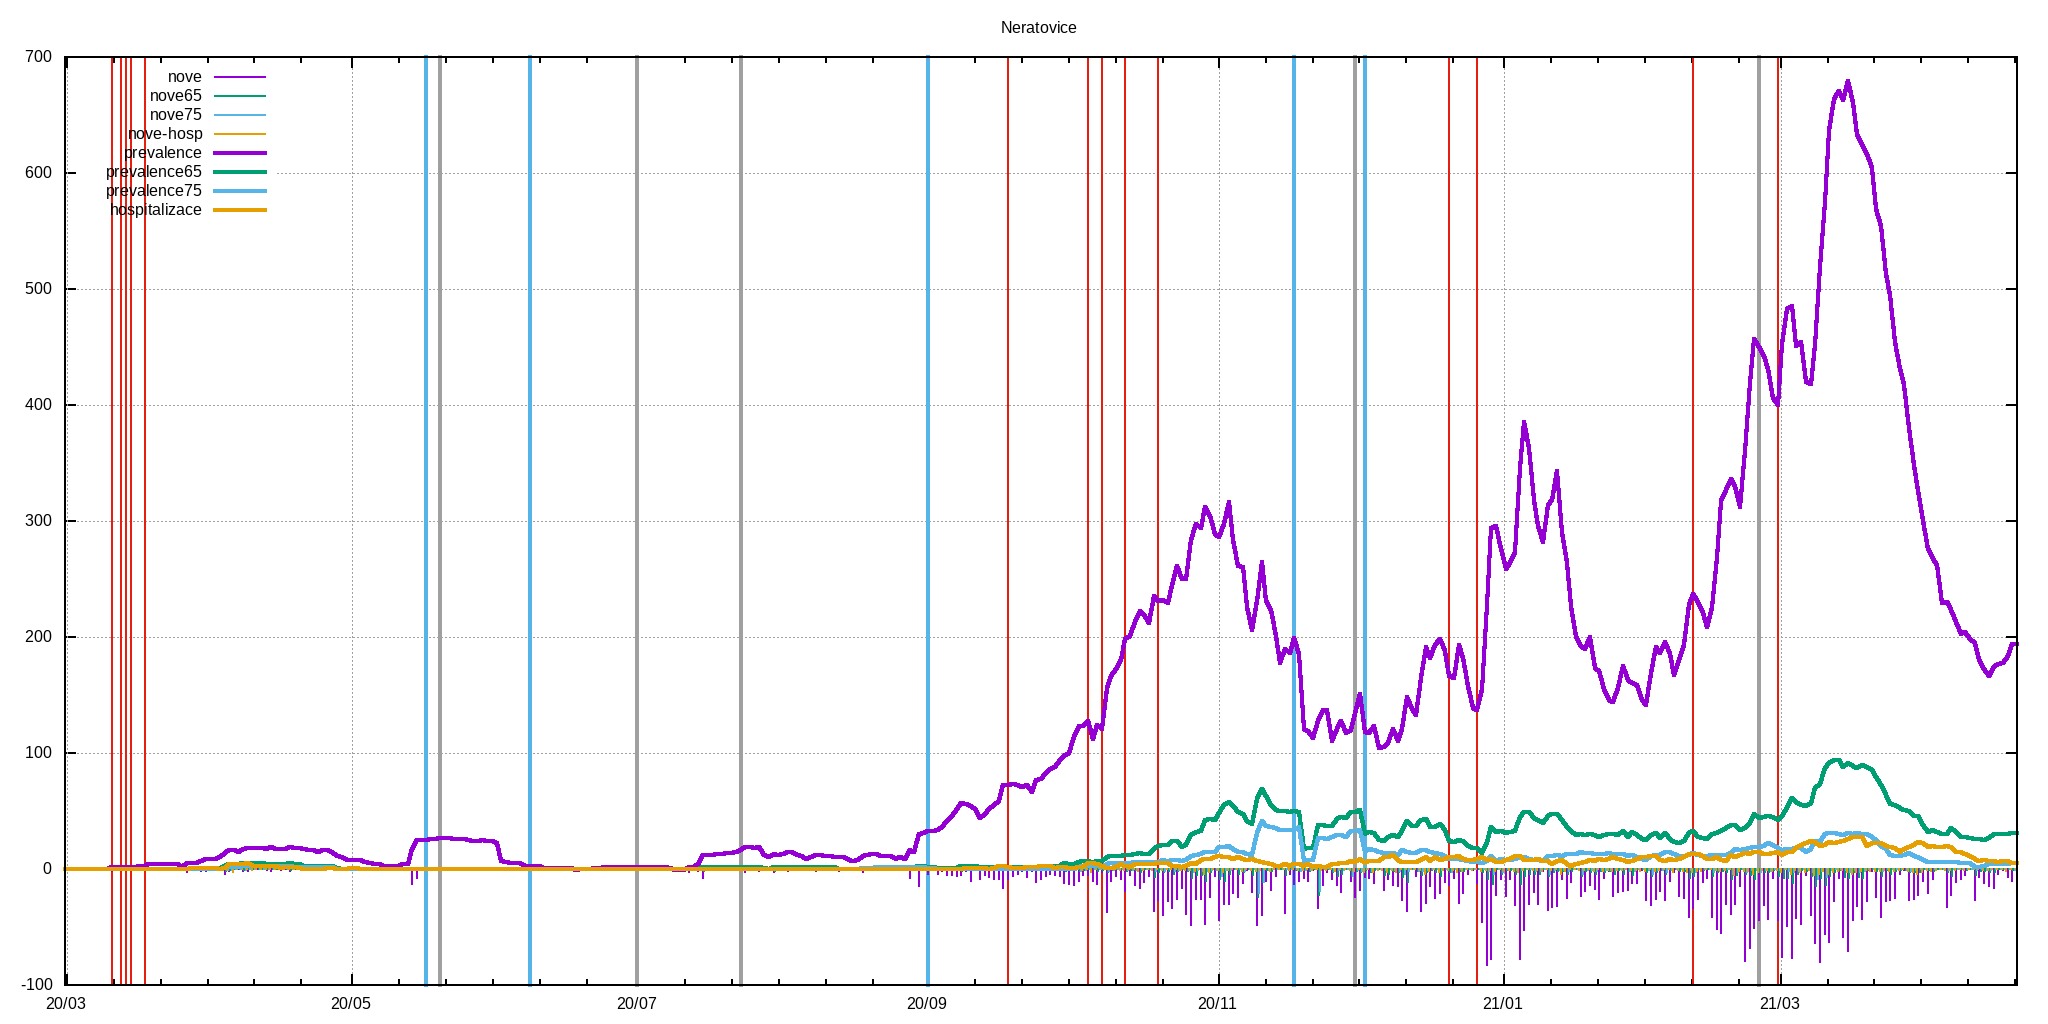 Neratovice
700
nove
nove65
nove75
nove-hosp
prevalence
prevalence65
prevalence75
hospitalizace
600
500
400
300
200
100
0
-100
20/03 20/05 20/07 20/09 20/11 21/01 21/03